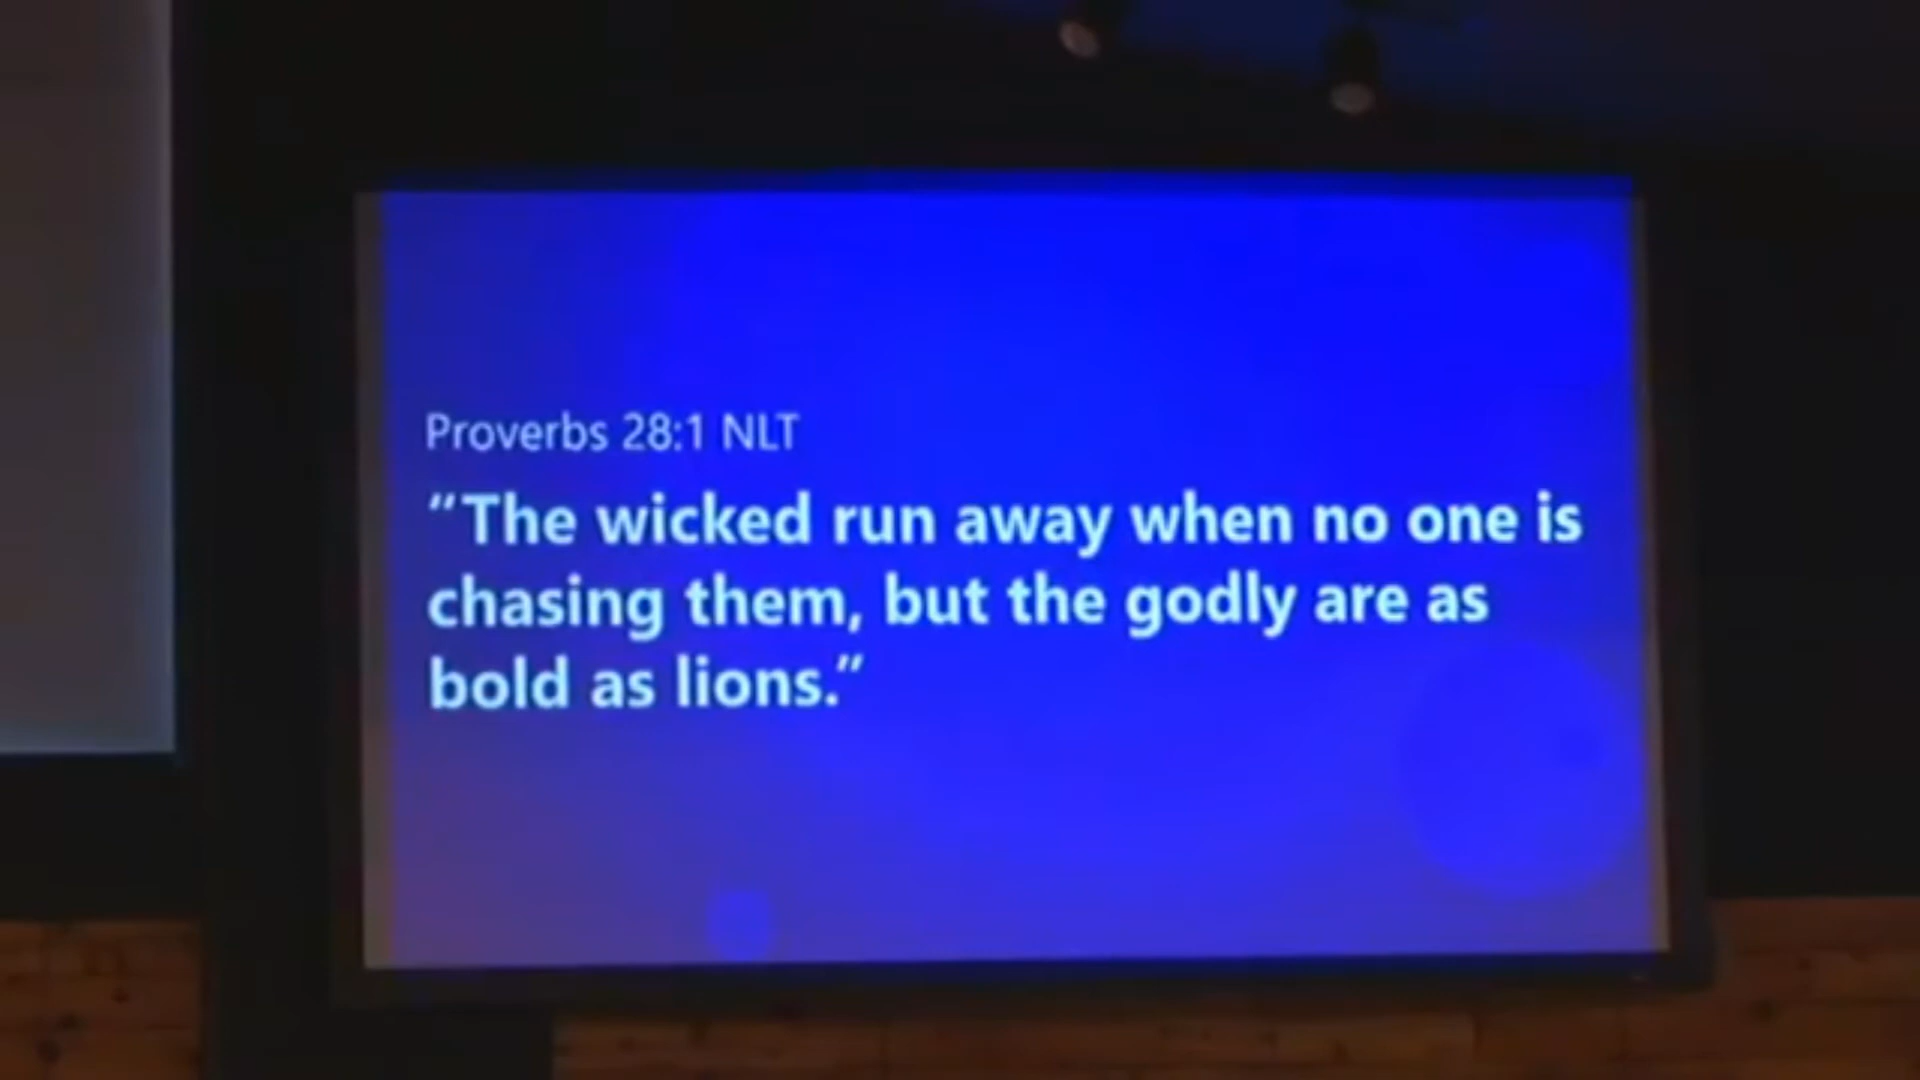 Proverbs 28:1 NLT
“The wicked run away when no one is
chasing them, but the godly are as
bold as lions.”